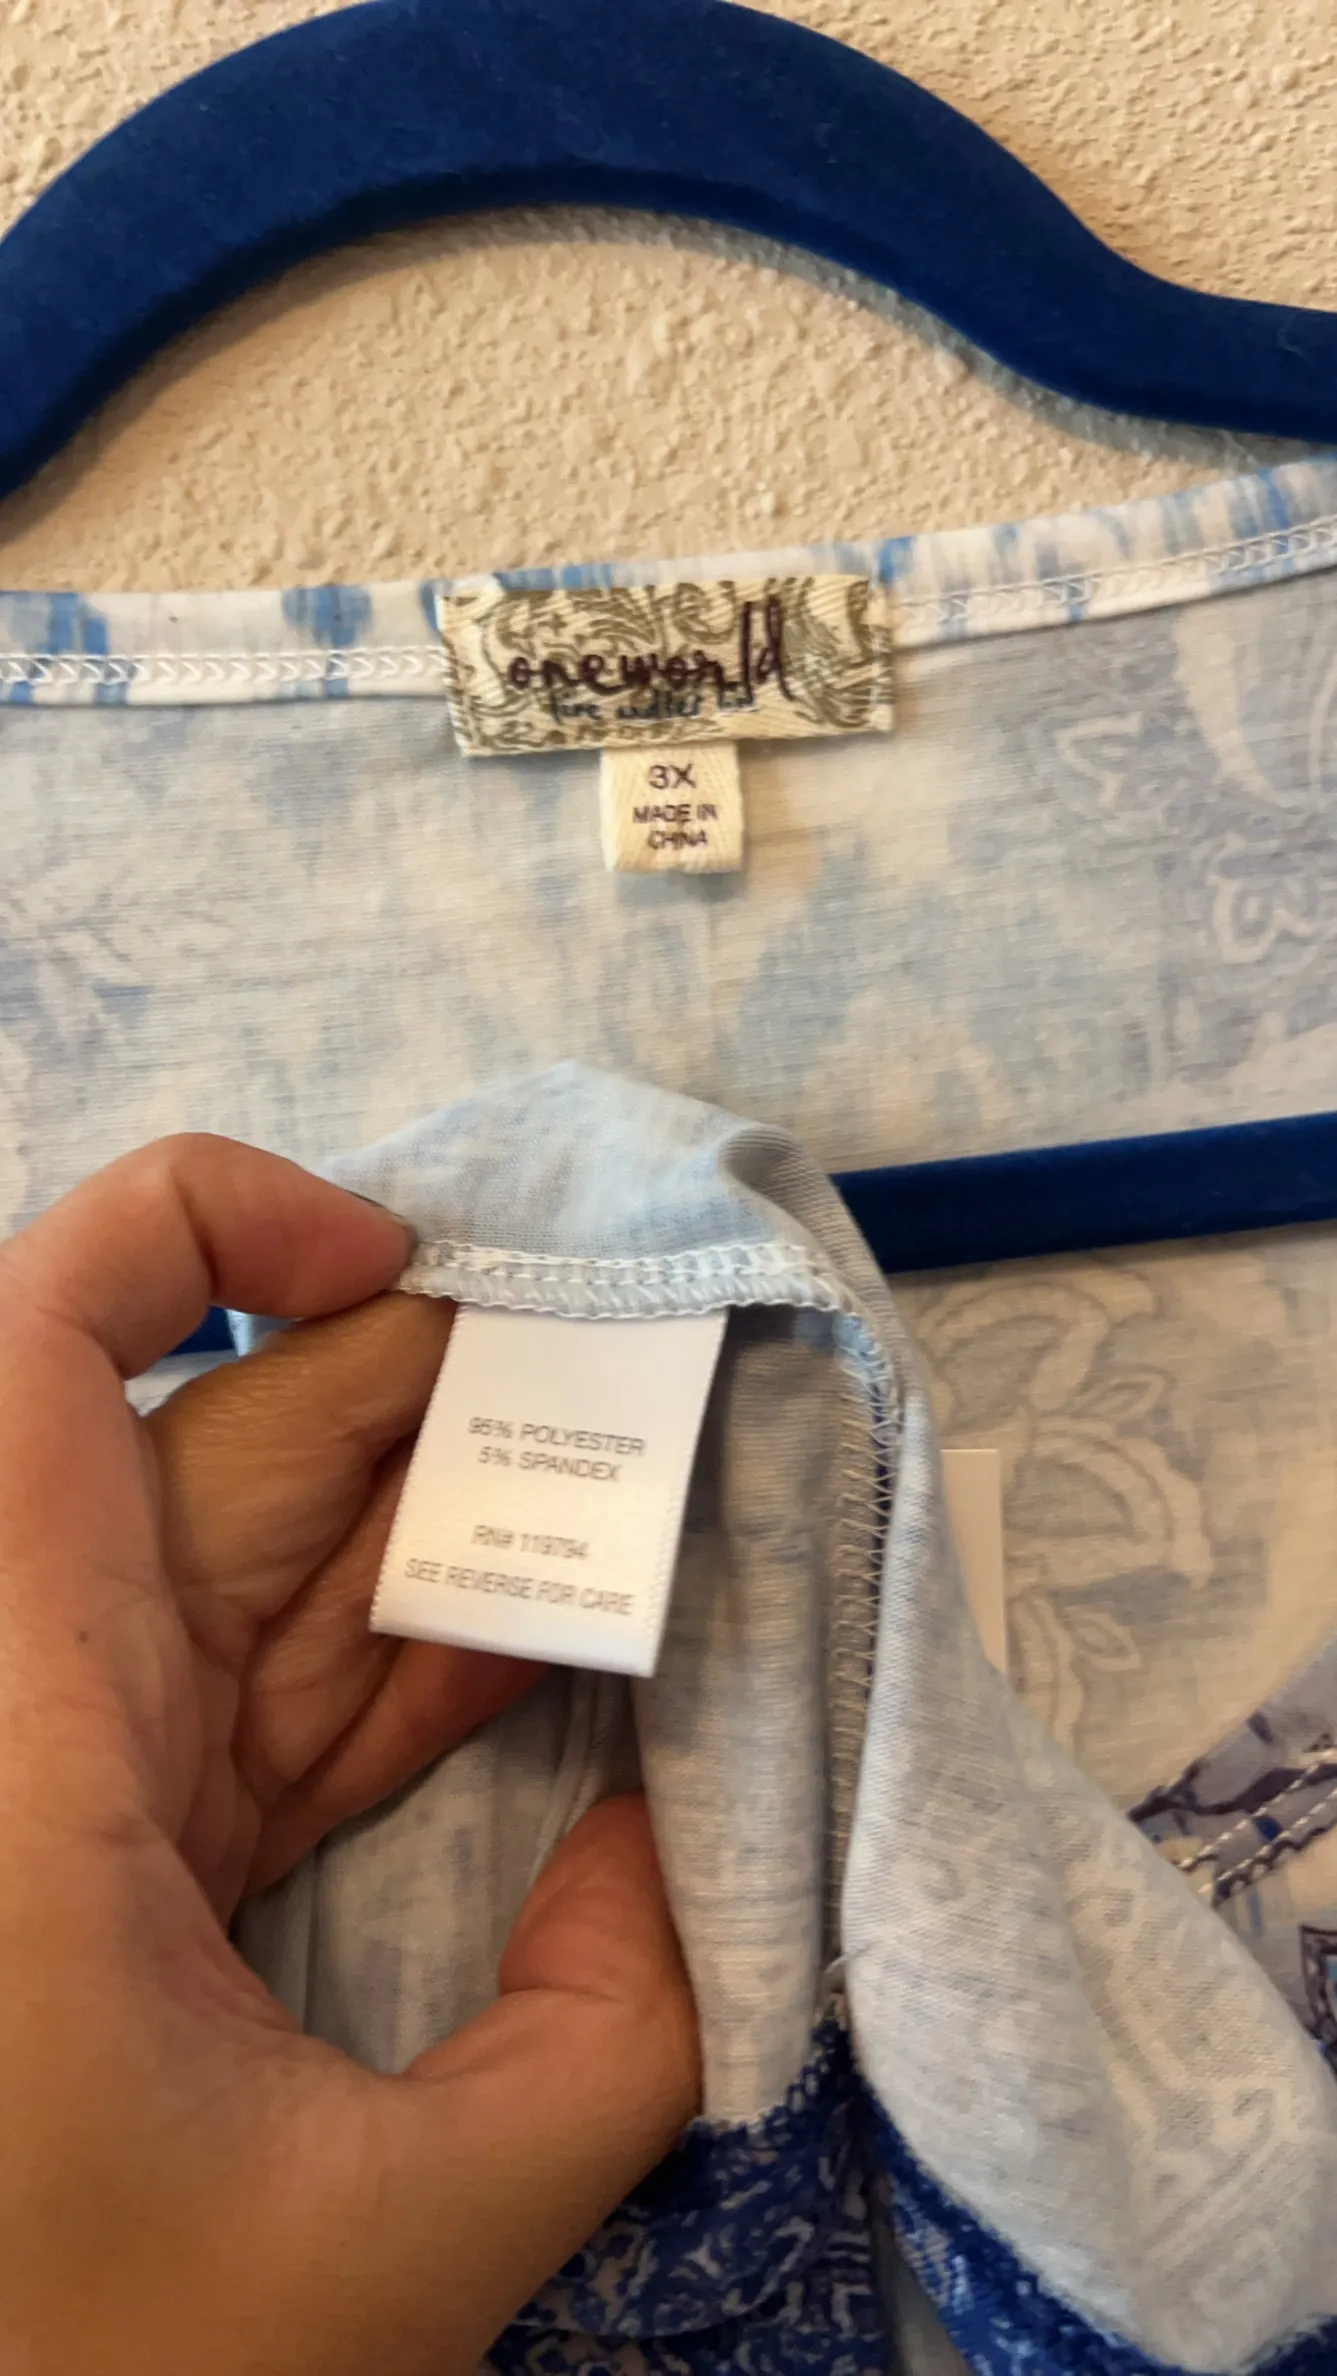 oneworld
3X
MADE IN
CHINA
95% POLYESTER
5% SPANDEX
RN# 119794
SEE REVERSE FOR CARE